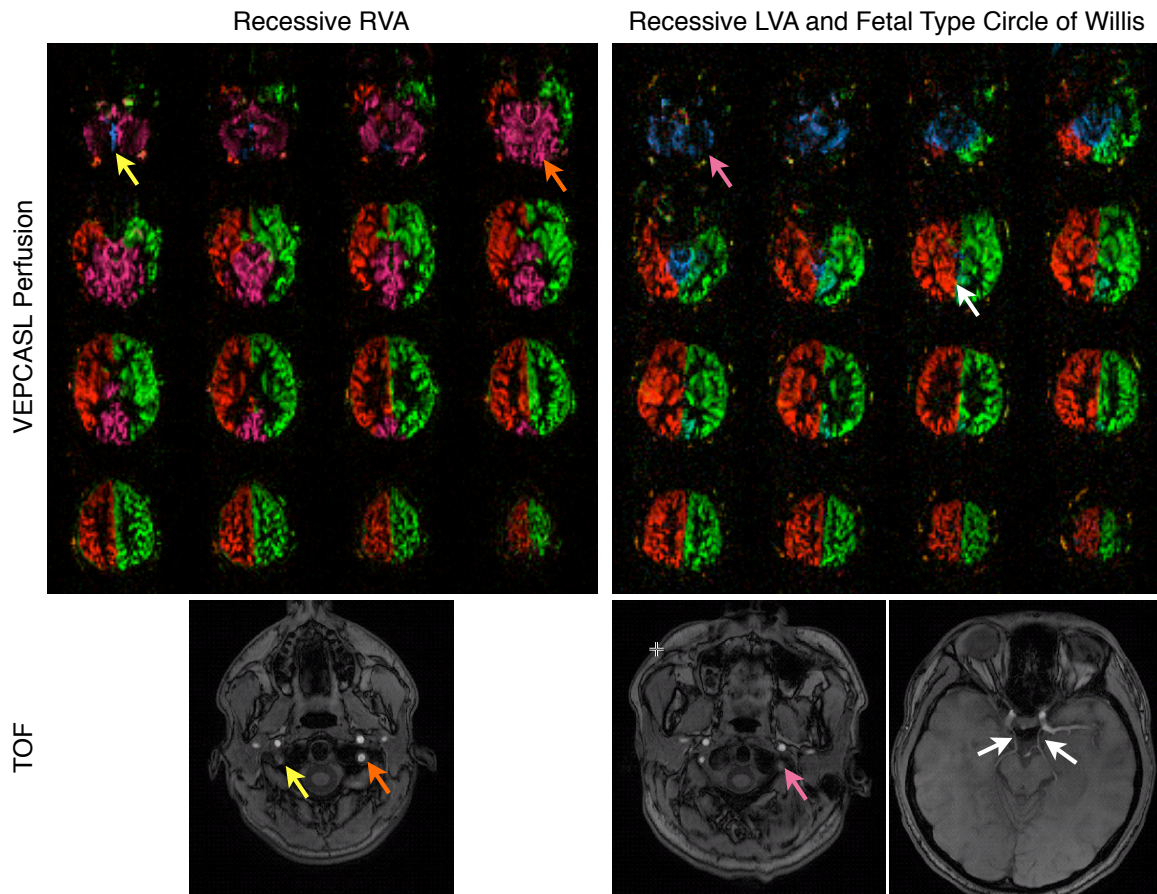 Recessive RVA
Recessive LVA and Fetal Type Circle of Willis
VEPCASL Perfusion
TOF